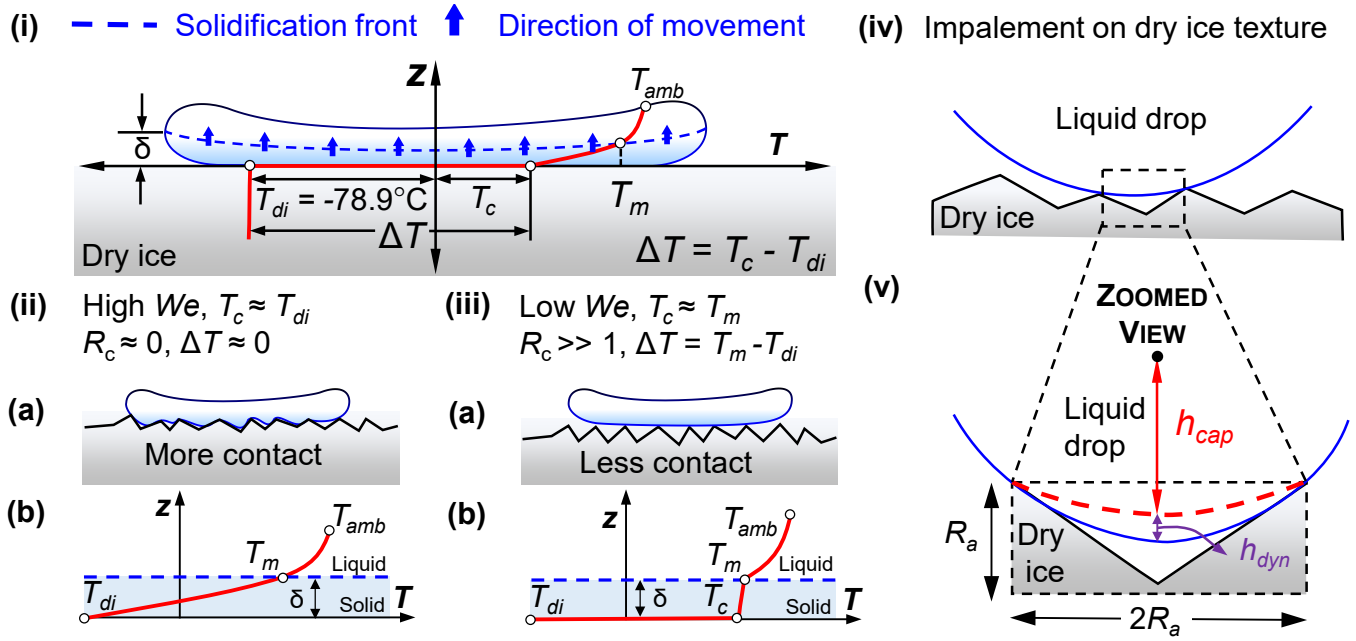 (i) Solidification front Direction of movement
z
T_amb
δ
T
T_di = -78.9°C
T_c
T_m
ΔT
Dry ice
ΔT = T_c - T_di
(ii) High We, T_c ≈ T_di
R_c ≈ 0, ΔT ≈ 0
(a)
More contact
(b)
z
T_amb
T_m
Liquid
T_di
δ
Solid
T
(iii) Low We, T_c ≈ T_m
R_c >> 1, ΔT = T_m - T_di
(a)
Less contact
(b)
z
T_amb
T_m
Liquid
T_di
δ
T_c
Solid
T
(iv) Impalement on dry ice texture
Liquid drop
Dry ice
(v)
ZOOMED
VIEW
Liquid
drop
h_cap
R_a
Dry
ice
h_dyn
2R_a